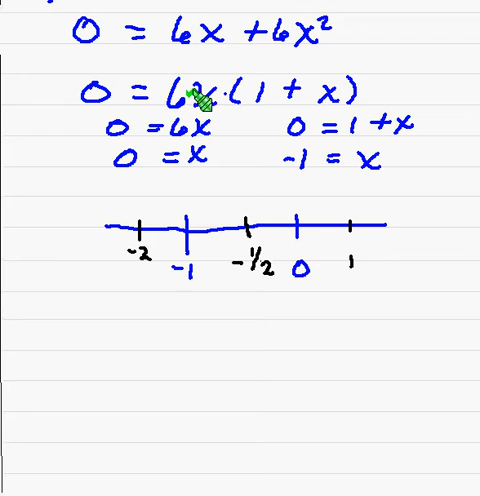 0 = 6x + 6x²
0 = 6x · (1 + x)
0 = 6x 0 = 1 + x
0 = x -1 = x
-2 -1 -1/2 0 1